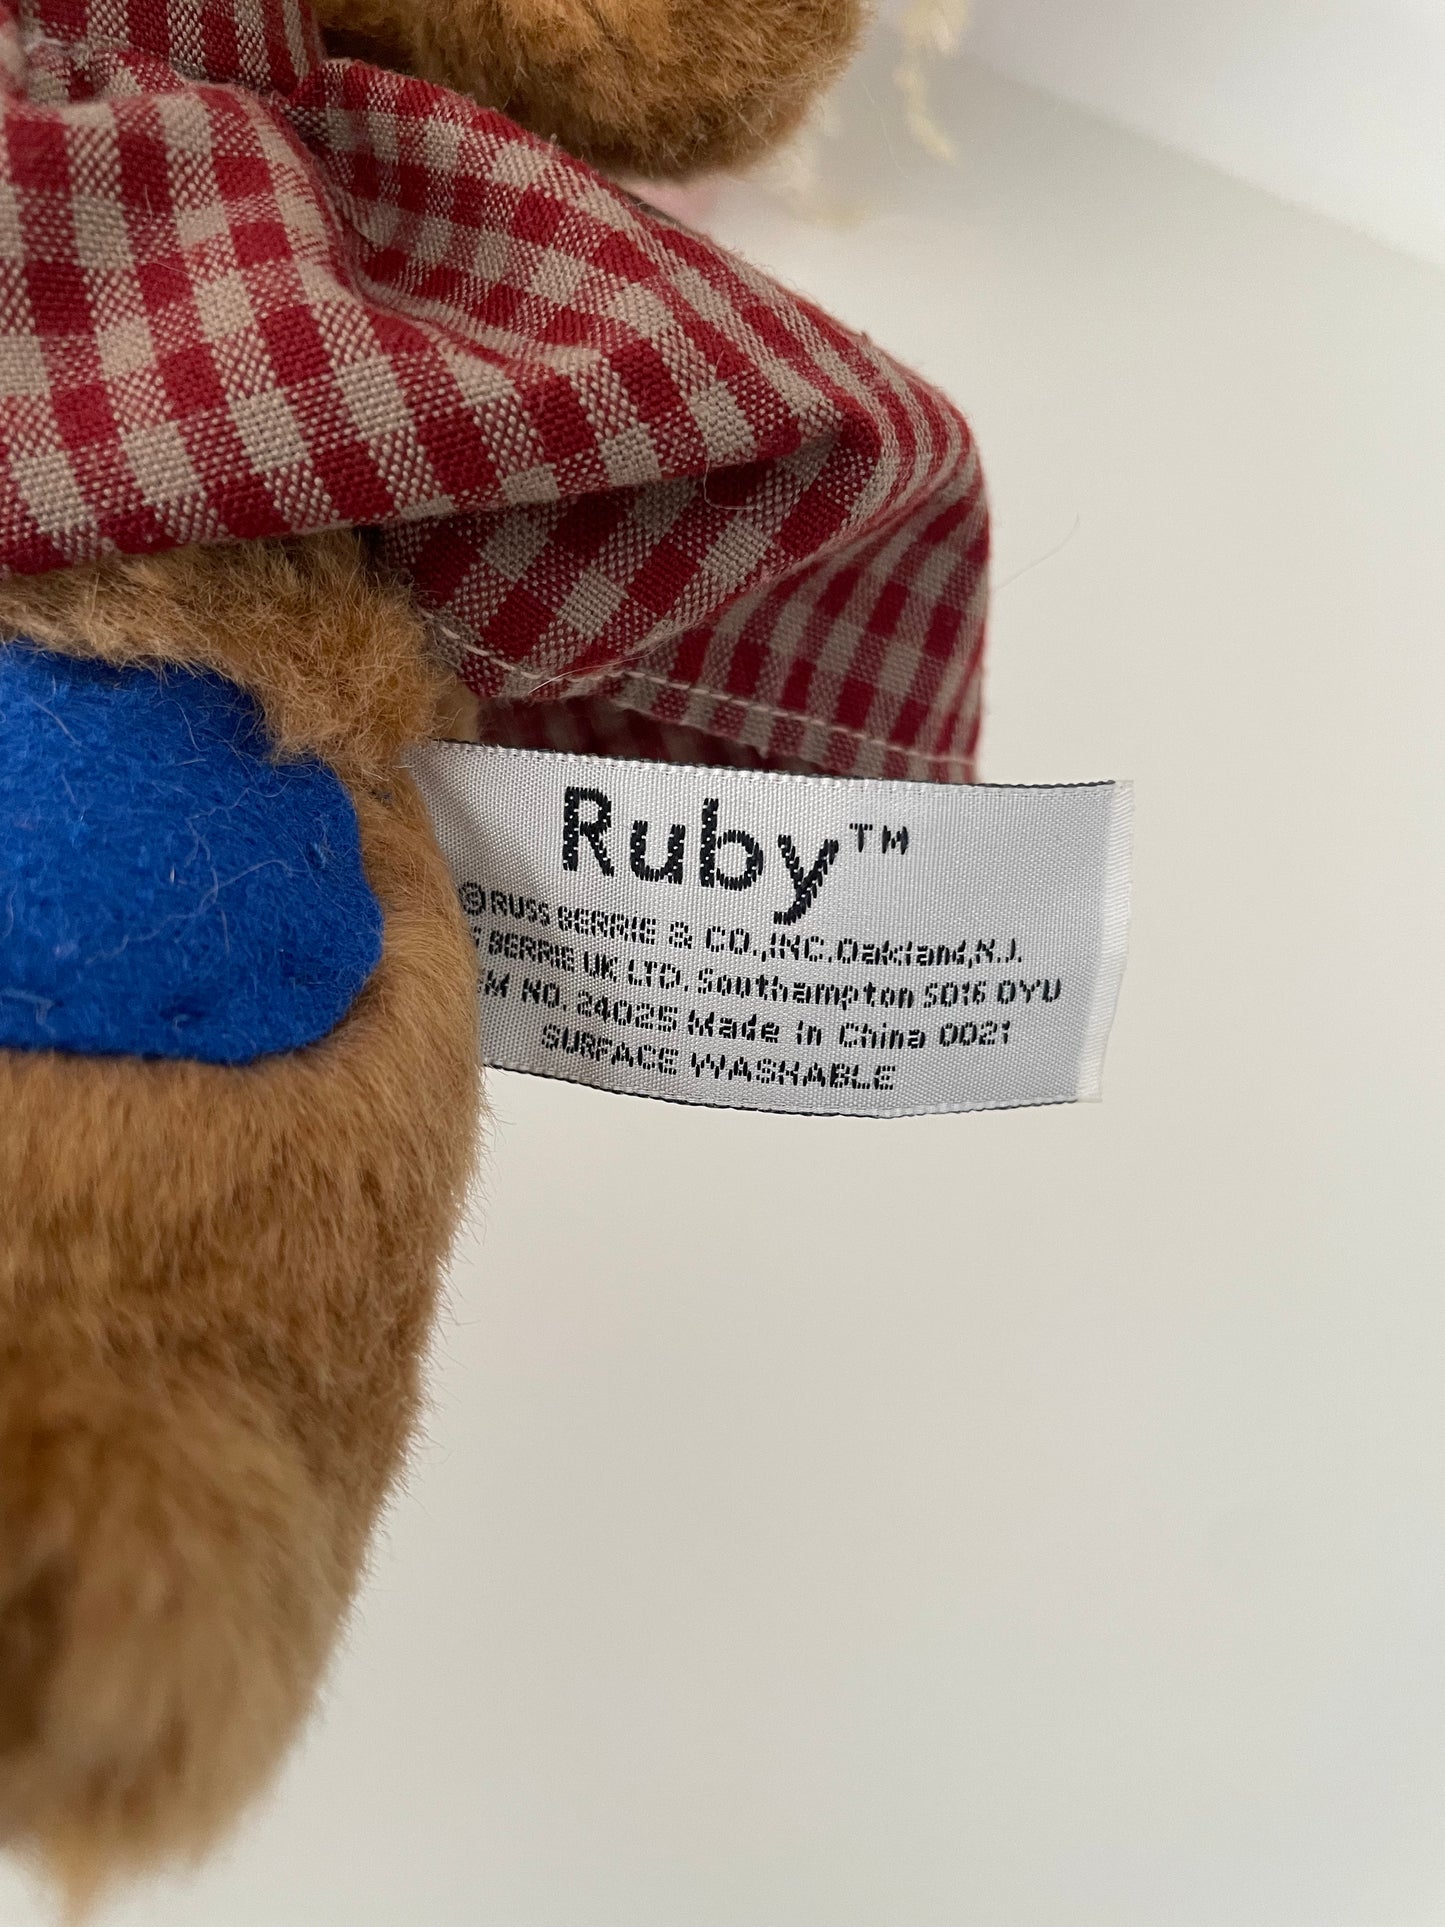 Ruby™
© RUSS BERRIE & CO., INC. Oakland, N.J.
S BERRIE UK LTD. Southampton SO16 0YU
EM NO. 24025 Made in China 0021
SURFACE WASHABLE